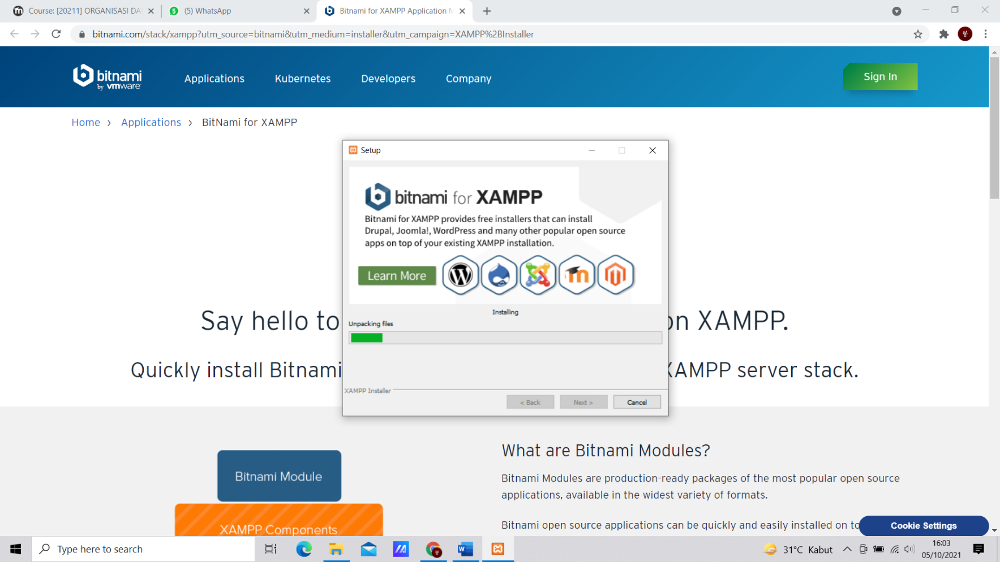 Course: [20211] ORGANISASI DA
(5) WhatsApp
Bitnami for XAMPP Application M
bitnami.com/stack/xampp?utm_source=bitnami&utm_medium=installer&utm_campaign=XAMPP%2BInstaller
bitnami
by vmware
Applications
Kubernetes
Developers
Company
Sign In
Home › Applications › BitNami for XAMPP
Setup
bitnami for XAMPP
Bitnami for XAMPP provides free installers that can install
Drupal, Joomla!, WordPress and many other popular open source
apps on top of your existing XAMPP installation.
Learn More
Installing
Unpacking files
XAMPP Installer
< Back
Next >
Cancel
Say hello to on XAMPP.
Quickly install Bitnami XAMPP server stack.
Bitnami Module
XAMPP Components
What are Bitnami Modules?
Bitnami Modules are production-ready packages of the most popular open source
applications, available in the widest variety of formats.
Bitnami open source applications can be quickly and easily installed on to
Cookie Settings
Type here to search
31°C Kabut
16:03
05/10/2021